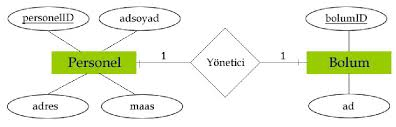 personelID
adsoyad
bolumID
Personel
1
Yönetici
1
Bolum
adres
maas
ad